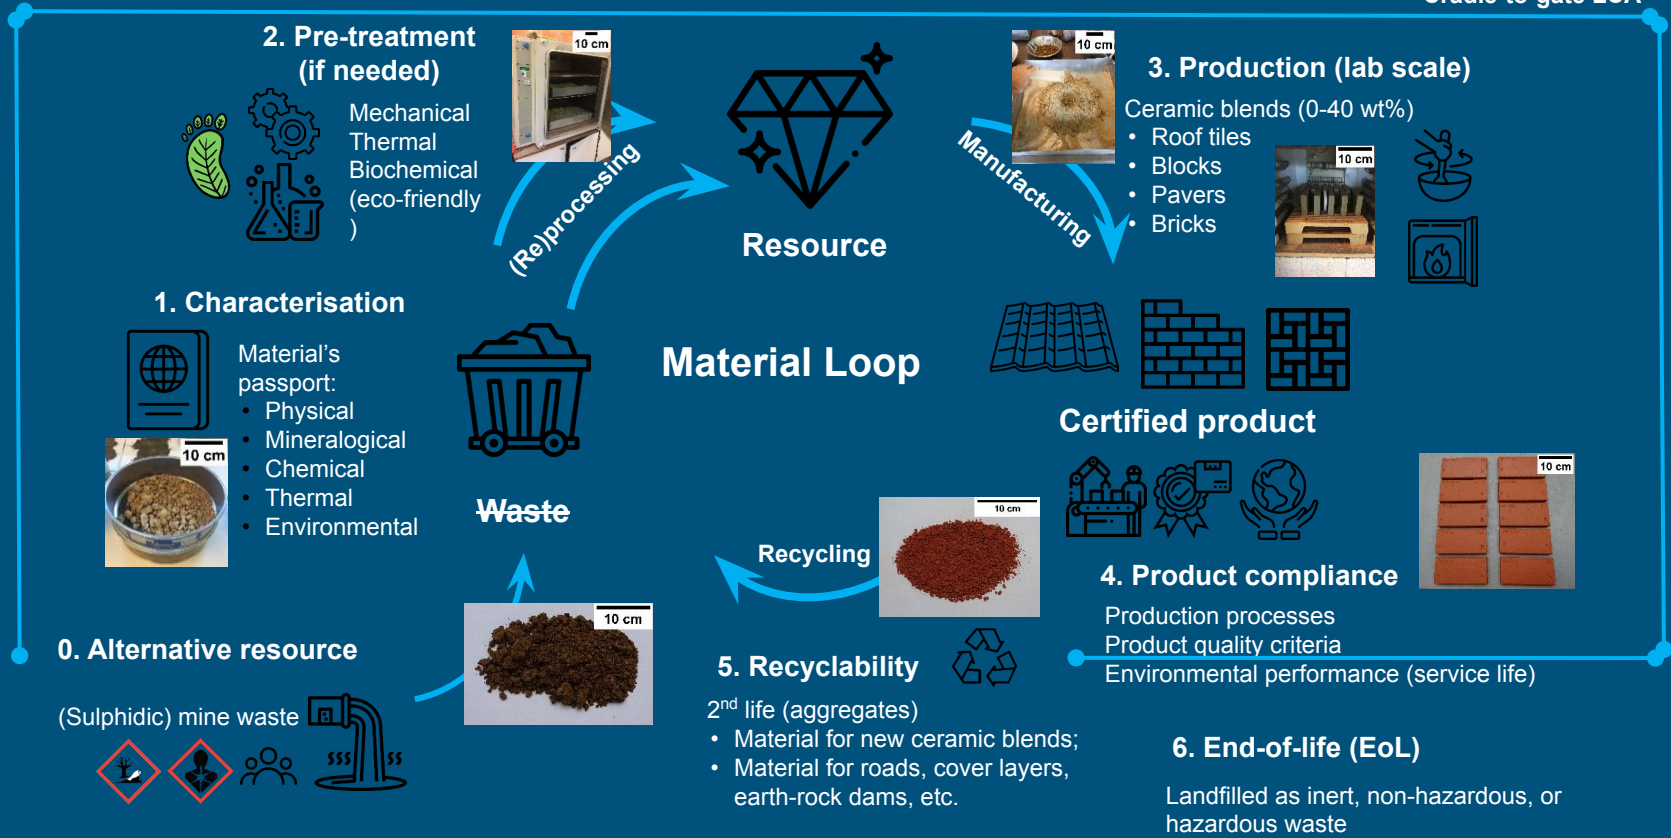 Cradle-to-gate LCA
2. Pre-treatment
(if needed)
Mechanical
Thermal
Biochemical
(eco-friendly
)
10 cm
(Re)processing
Resource
Manufacturing
10 cm
3. Production (lab scale)
Ceramic blends (0-40 wt%)
• Roof tiles
• Blocks
• Pavers
• Bricks
10 cm
1. Characterisation
Material’s
passport:
• Physical
• Mineralogical
• Chemical
• Thermal
• Environmental
10 cm
Waste
Material Loop
Certified product
10 cm
4. Product compliance
Production processes
Product quality criteria
Environmental performance (service life)
Recycling
10 cm
5. Recyclability
2nd life (aggregates)
• Material for new ceramic blends;
• Material for roads, cover layers,
earth-rock dams, etc.
0. Alternative resource
(Sulphidic) mine waste
10 cm
6. End-of-life (EoL)
Landfilled as inert, non-hazardous, or
hazardous waste